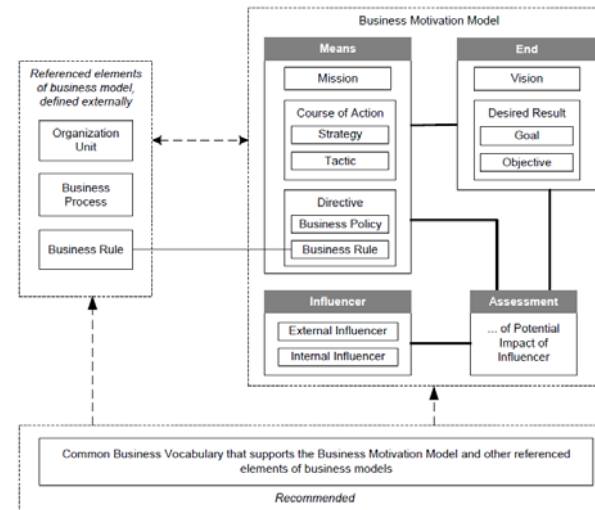 Business Motivation Model
Referenced elements
of business model,
defined externally
Organization
Unit
Business
Process
Business Rule
Means
Mission
Course of Action
Strategy
Tactic
Directive
Business Policy
Business Rule
End
Vision
Desired Result
Goal
Objective
Influencer
External Influencer
Internal Influencer
Assessment
... of Potential
Impact of
Influencer
Common Business Vocabulary that supports the Business Motivation Model and other referenced
elements of business models
Recommended